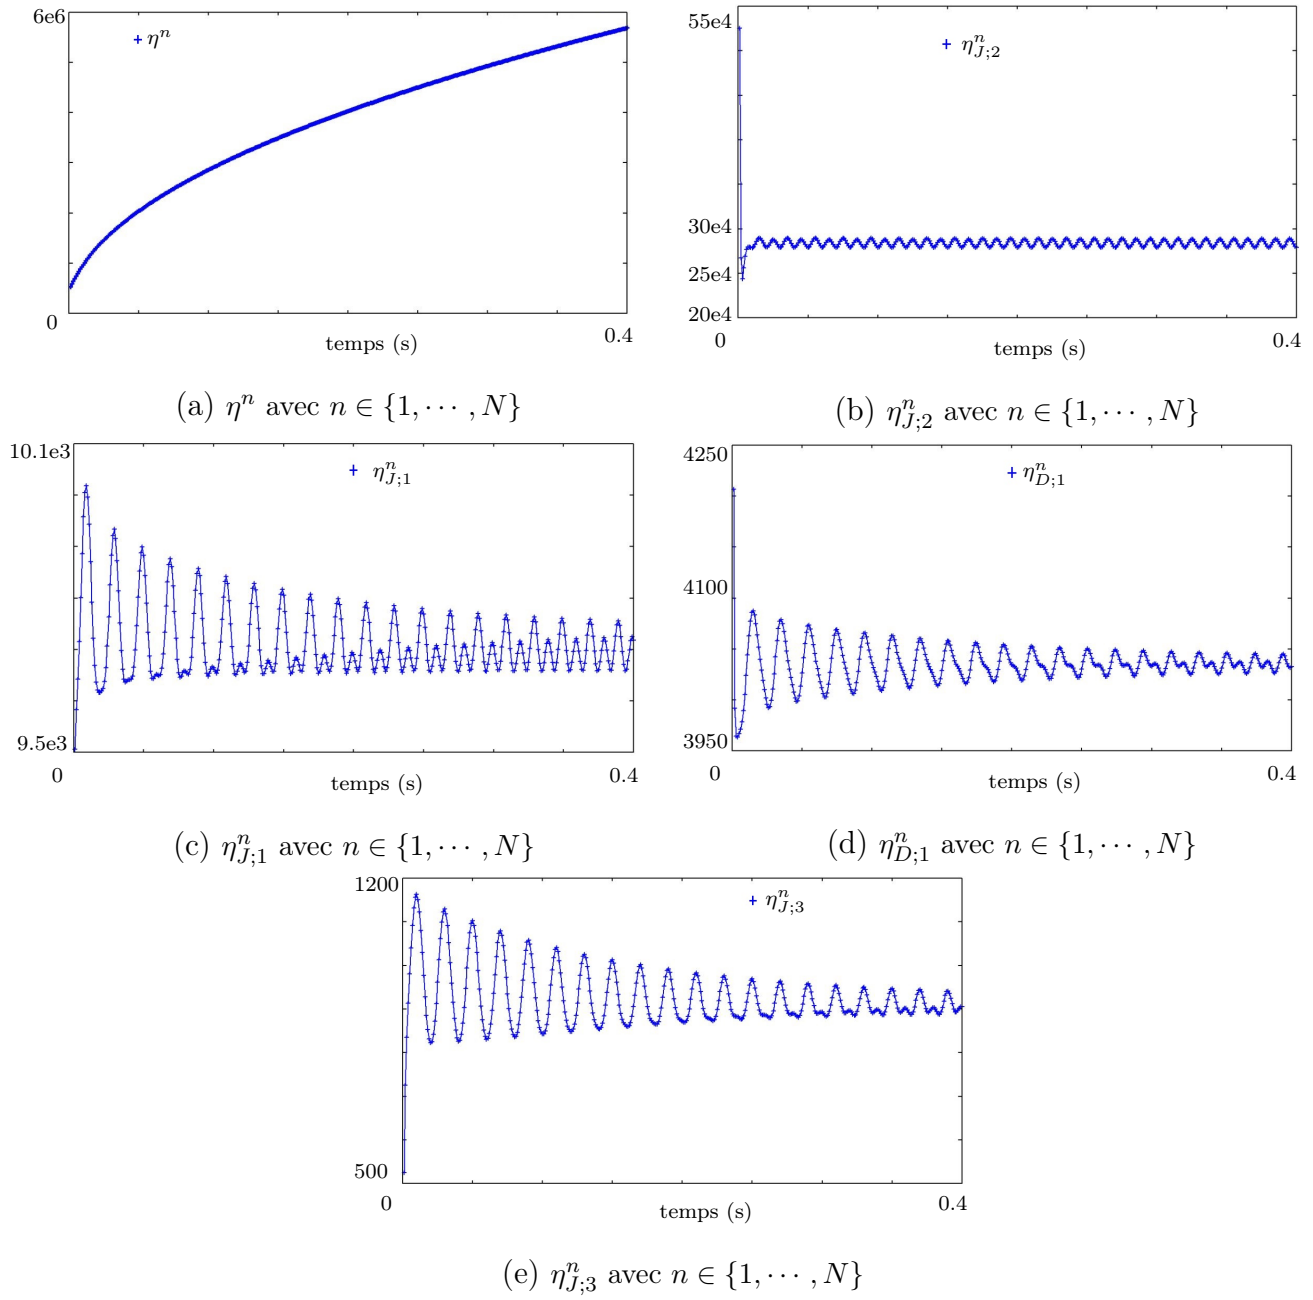 6e6
η^n
0
0.4
temps (s)
(a) η^n avec n ∈ {1, ⋯ , N}
55e4
η^n_{J;2}
30e4
25e4
20e4
0
0.4
temps (s)
(b) η^n_{J;2} avec n ∈ {1, ⋯ , N}
10.1e3
η^n_{J;1}
9.5e3
0
0.4
temps (s)
(c) η^n_{J;1} avec n ∈ {1, ⋯ , N}
4250
η^n_{D;1}
4100
3950
0
0.4
temps (s)
(d) η^n_{D;1} avec n ∈ {1, ⋯ , N}
1200
η^n_{J;3}
500
0
0.4
temps (s)
(e) η^n_{J;3} avec n ∈ {1, ⋯ , N}